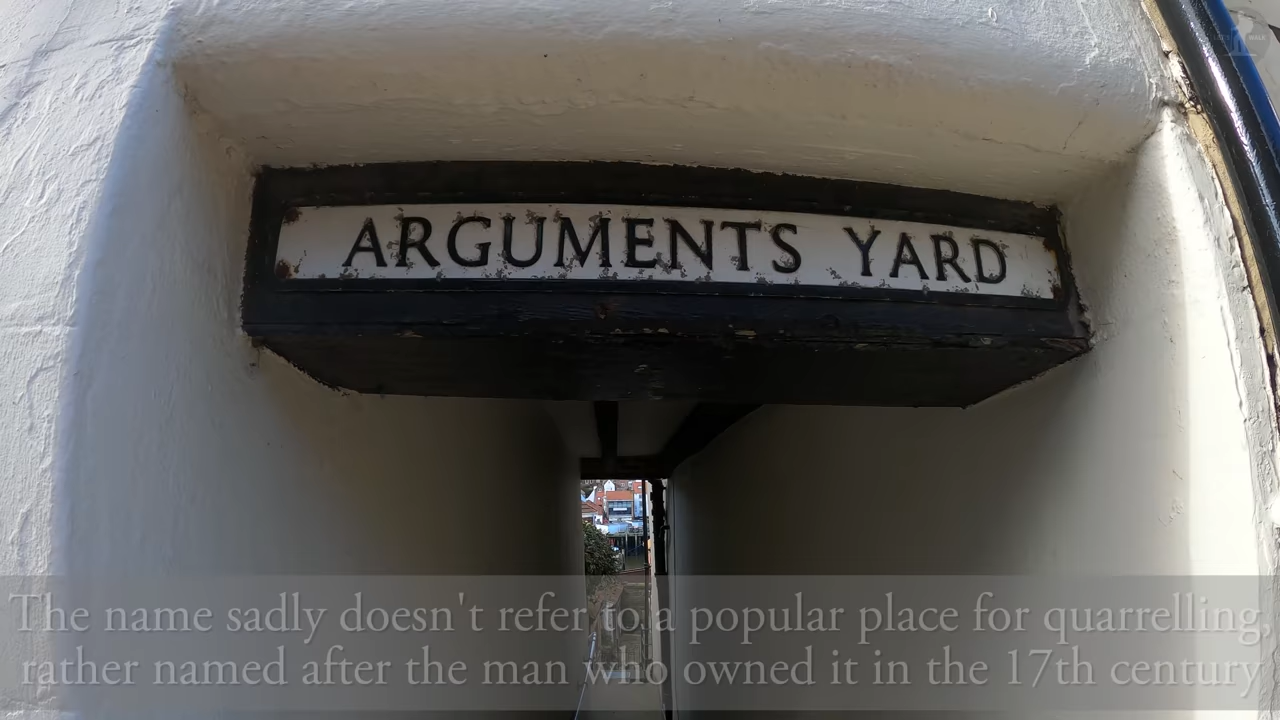 ARGUMENTS YARD
The name sadly doesn't refer to a popular place for quarrelling,
rather named after the man who owned it in the 17th century